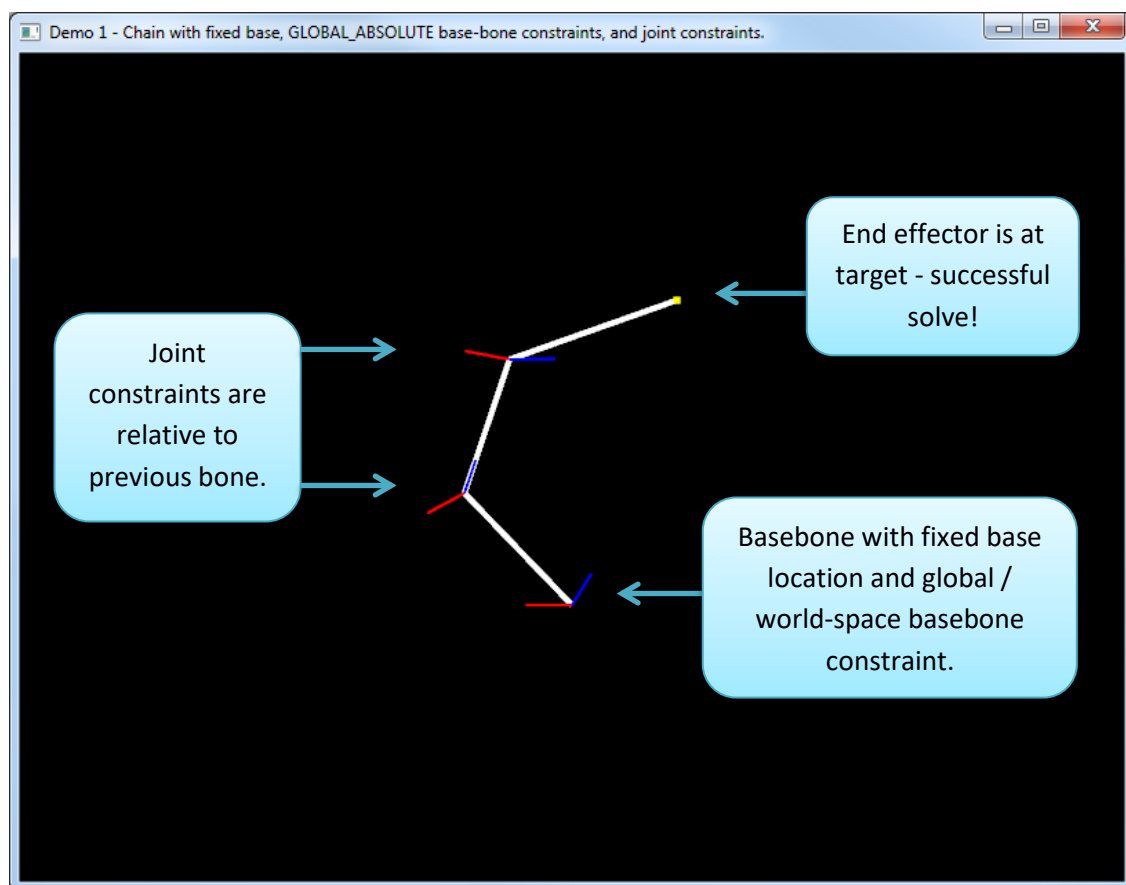 Demo 1 - Chain with fixed base, GLOBAL_ABSOLUTE base-bone constraints, and joint constraints.
End effector is at
target - successful
solve!
Joint
constraints are
relative to
previous bone.
Basebone with fixed base
location and global /
world-space basebone
constraint.